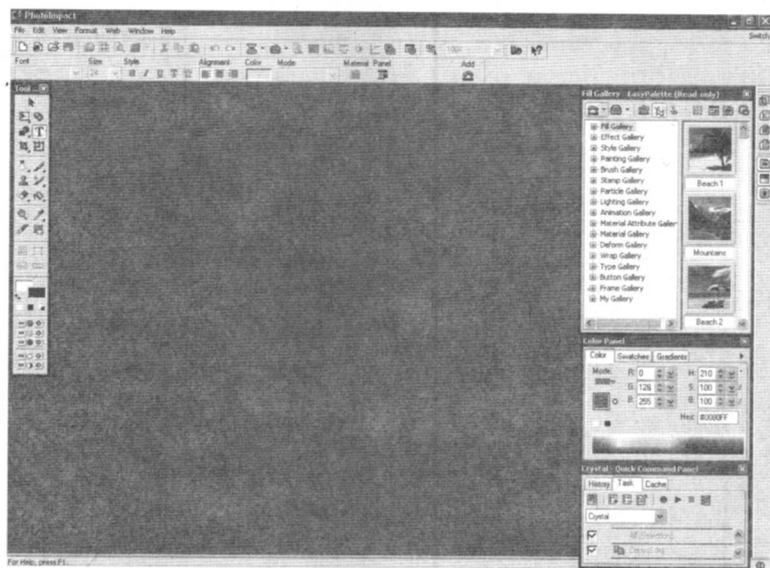 PhotoImpact
File Edit View Format Web Window Help
Switch
Font Size Style Alignment Color Mode Material Panel Add
24
B I U
Tool
Fill Gallery - EasyPalette (Read-only)
Fill Gallery
Effect Gallery
Style Gallery
Painting Gallery
Brush Gallery
Stamp Gallery
Particle Gallery
Lighting Gallery
Animation Gallery
Material Attribute Galler
Material Gallery
Deform Gallery
Wrap Gallery
Type Gallery
Button Gallery
Frame Gallery
My Gallery
Beach 1
Mountains
Beach 2
Color Panel
Color Swatches Gradients
Mode: R: 0 H: 210
G: 128 S: 100
B: 255 B: 100
Hex: #0080FF
Crystal - Quick Command Panel
History Task Cache
Crystal
For Help, press F1.